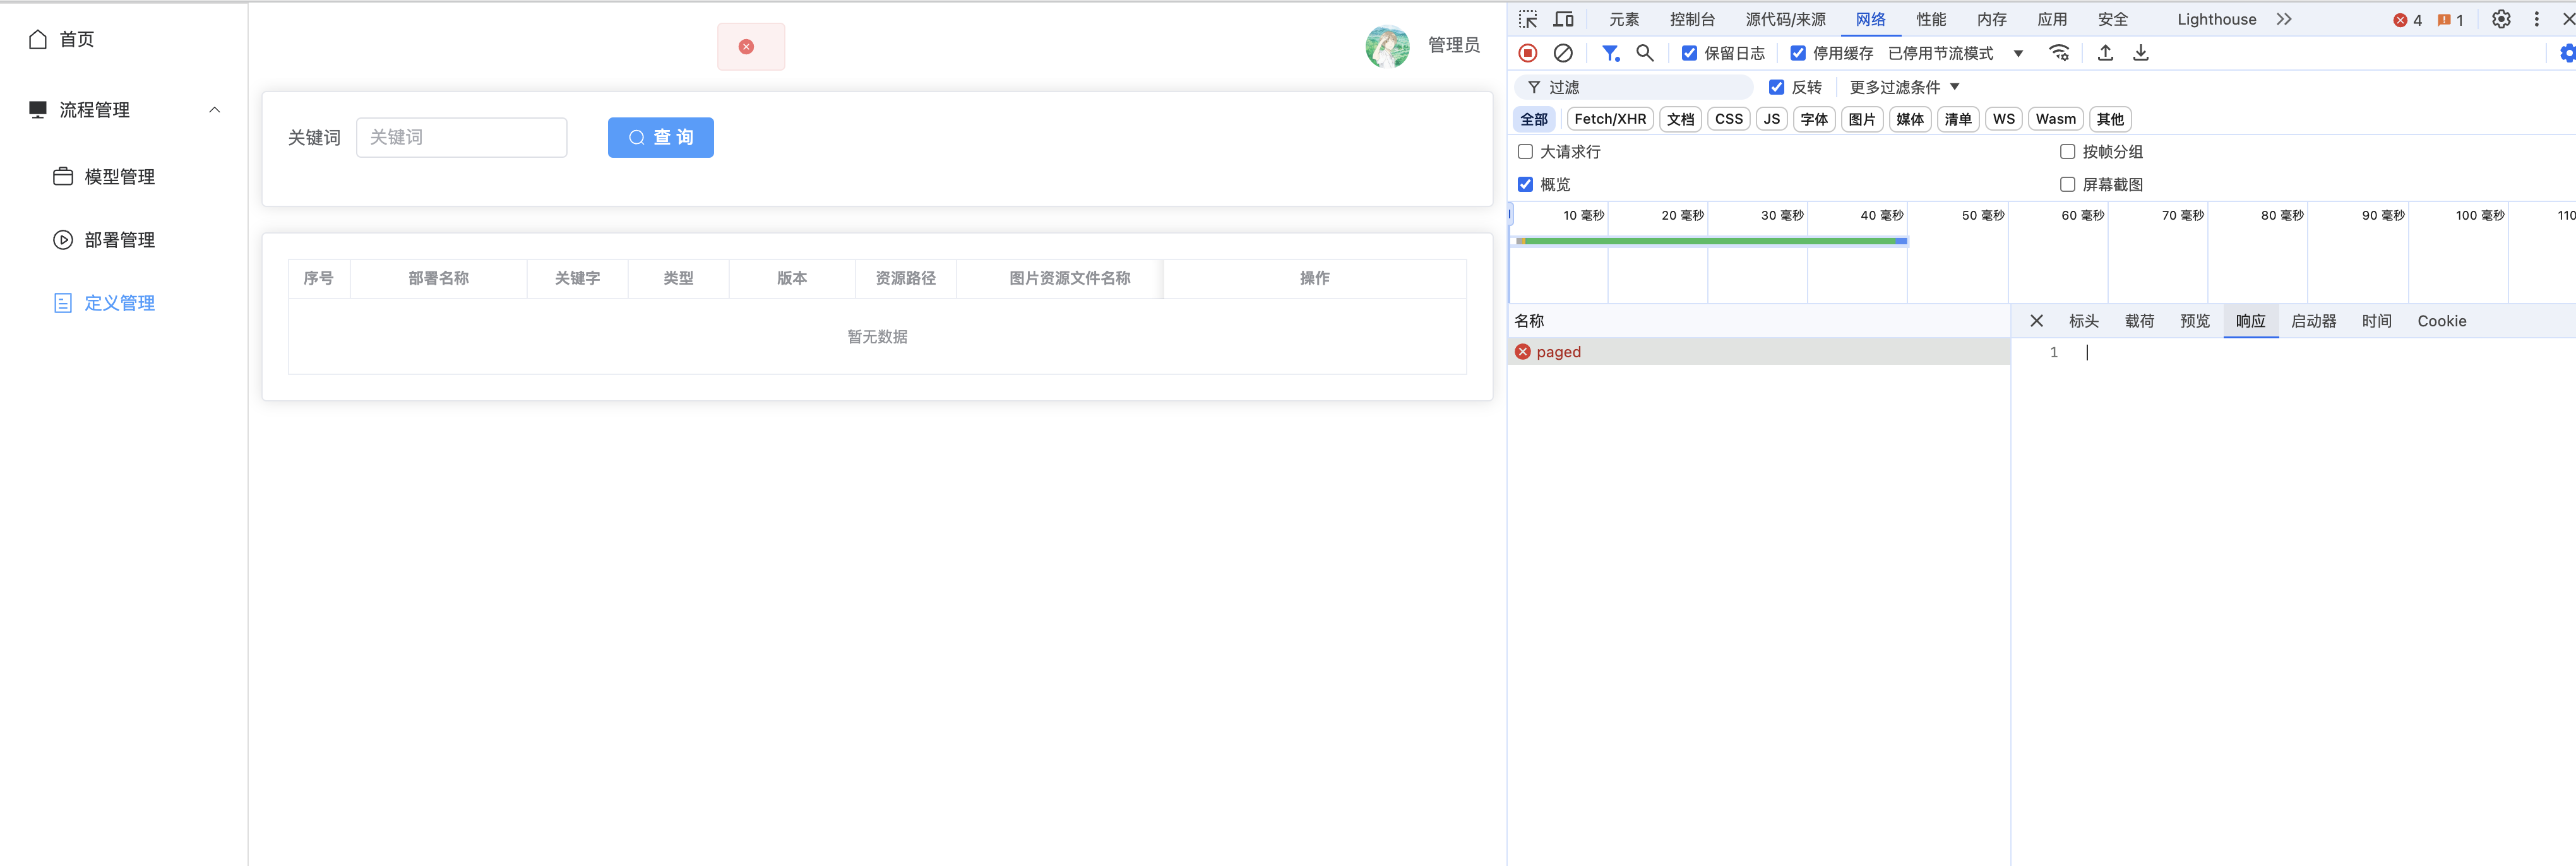 首页
流程管理
模型管理
部署管理
定义管理
管理员
关键词 关键词 查 询
序号 部署名称 关键字 类型 版本 资源路径 图片资源文件名称 操作
暂无数据
元素 控制台 源代码/来源 网络 性能 内存 应用 安全 Lighthouse 4 1
保留日志 停用缓存 已停用节流模式
过滤 反转 更多过滤条件
全部 Fetch/XHR 文档 CSS JS 字体 图片 媒体 清单 WS Wasm 其他
大请求行 按帧分组
概览 屏幕截图
10 毫秒 20 毫秒 30 毫秒 40 毫秒 50 毫秒 60 毫秒 70 毫秒 80 毫秒 90 毫秒 100 毫秒 110
名称 标头 载荷 预览 响应 启动器 时间 Cookie
paged 1